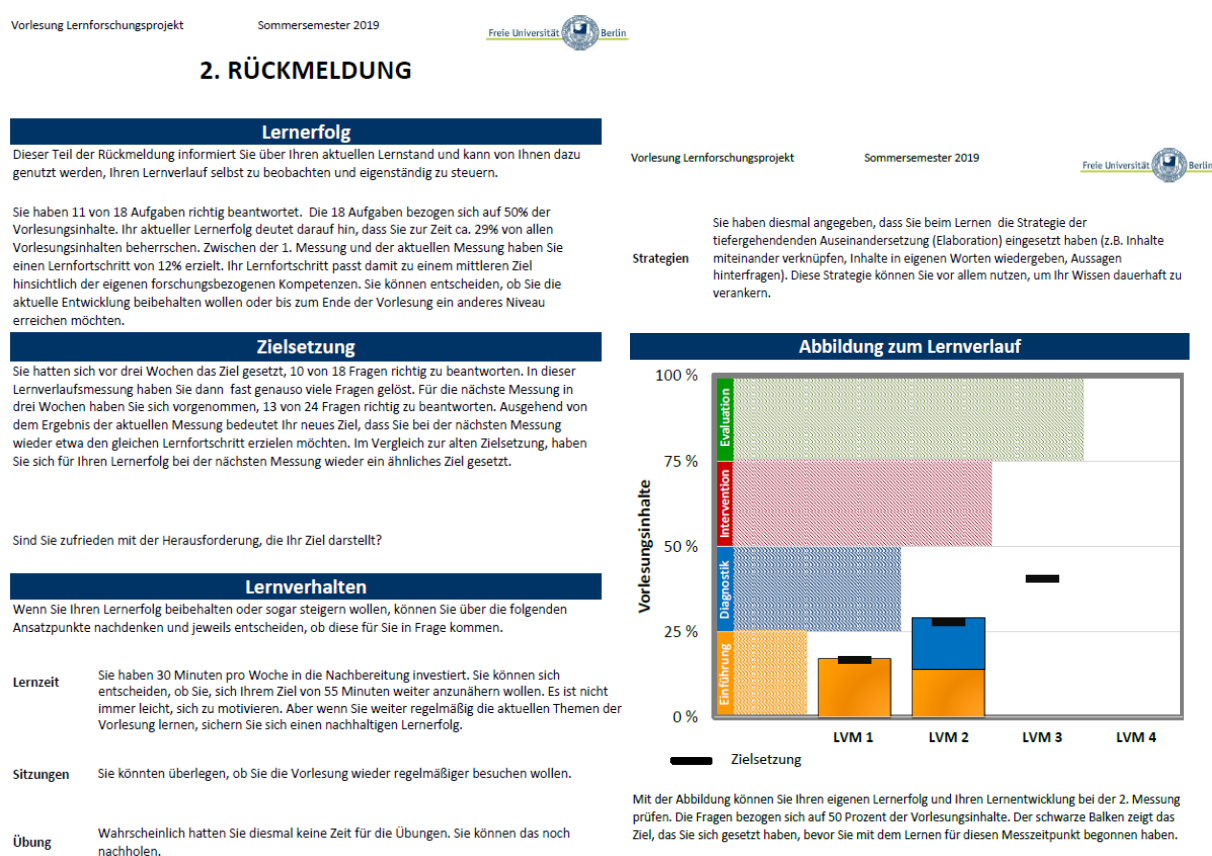 Vorlesung Lernforschungsprojekt Sommersemester 2019
Freie Universität Berlin
2. RÜCKMELDUNG
Lernerfolg
Dieser Teil der Rückmeldung informiert Sie über Ihren aktuellen Lernstand und kann von Ihnen dazu
genutzt werden, Ihren Lernverlauf selbst zu beobachten und eigenständig zu steuern.
Sie haben 11 von 18 Aufgaben richtig beantwortet. Die 18 Aufgaben bezogen sich auf 50% der
Vorlesungsinhalte. Ihr aktueller Lernerfolg deutet darauf hin, dass Sie zur Zeit ca. 29% von allen
Vorlesungsinhalten beherrschen. Zwischen der 1. Messung und der aktuellen Messung haben Sie
einen Lernfortschritt von 12% erzielt. Ihr Lernfortschritt passt damit zu einem mittleren Ziel
hinsichtlich der eigenen forschungsbezogenen Kompetenzen. Sie können entscheiden, ob Sie die
aktuelle Entwicklung beibehalten wollen oder bis zum Ende der Vorlesung ein anderes Niveau
erreichen möchten.
Zielsetzung
Sie hatten sich vor drei Wochen das Ziel gesetzt, 10 von 18 Fragen richtig zu beantworten. In dieser
Lernverlaufsmessung haben Sie dann fast genauso viele Fragen gelöst. Für die nächste Messung in
drei Wochen haben Sie sich vorgenommen, 13 von 24 Fragen richtig zu beantworten. Ausgehend von
dem Ergebnis der aktuellen Messung bedeutet Ihr neues Ziel, dass Sie bei der nächsten Messung
wieder etwa den gleichen Lernfortschritt erzielen möchten. Im Vergleich zur alten Zielsetzung, haben
Sie sich für Ihren Lernerfolg bei der nächsten Messung wieder ein ähnliches Ziel gesetzt.
Sind Sie zufrieden mit der Herausforderung, die Ihr Ziel darstellt?
Lernverhalten
Wenn Sie Ihren Lernerfolg beibehalten oder sogar steigern wollen, können Sie über die folgenden
Ansatzpunkte nachdenken und jeweils entscheiden, ob diese für Sie in Frage kommen.
Lernzeit
Sie haben 30 Minuten pro Woche in die Nachbereitung investiert. Sie können sich
entscheiden, ob Sie, sich Ihrem Ziel von 55 Minuten weiter anzunähern wollen. Es ist nicht
immer leicht, sich zu motivieren. Aber wenn Sie weiter regelmäßig die aktuellen Themen der
Vorlesung lernen, sichern Sie sich einen nachhaltigen Lernerfolg.
Sitzungen Sie könnten überlegen, ob Sie die Vorlesung wieder regelmäßiger besuchen wollen.
Übung
Wahrscheinlich hatten Sie diesmal keine Zeit für die Übungen. Sie können das noch
nachholen.
Vorlesung Lernforschungsprojekt Sommersemester 2019
Freie Universität Berlin
Strategien
Sie haben diesmal angegeben, dass Sie beim Lernen die Strategie der
tiefergehendenden Auseinandersetzung (Elaboration) eingesetzt haben (z.B. Inhalte
miteinander verknüpfen, Inhalte in eigenen Worten wiedergeben, Aussagen
hinterfragen). Diese Strategie können Sie vor allem nutzen, um Ihr Wissen dauerhaft zu
verankern.
Abbildung zum Lernverlauf
Vorlesungsinhalte
100 %
75 %
50 %
25 %
0 %
Evaluation
Intervention
Diagnostik
Einführung
LVM 1 LVM 2 LVM 3 LVM 4
Zielsetzung
Mit der Abbildung können Sie Ihren eigenen Lernerfolg und Ihren Lernentwicklung bei der 2. Messung
prüfen. Die Fragen bezogen sich auf 50 Prozent der Vorlesungsinhalte. Der schwarze Balken zeigt das
Ziel, das Sie sich gesetzt haben, bevor Sie mit dem Lernen für diesen Messzeitpunkt begonnen haben.